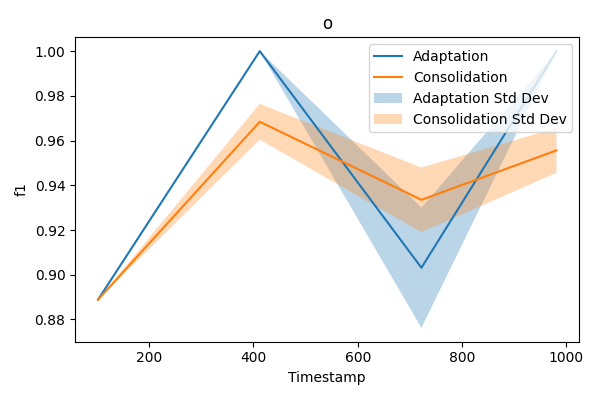 o
f1
1.00
0.98
0.96
0.94
0.92
0.90
0.88
Adaptation
Consolidation
Adaptation Std Dev
Consolidation Std Dev
200
400
600
800
1000
Timestamp